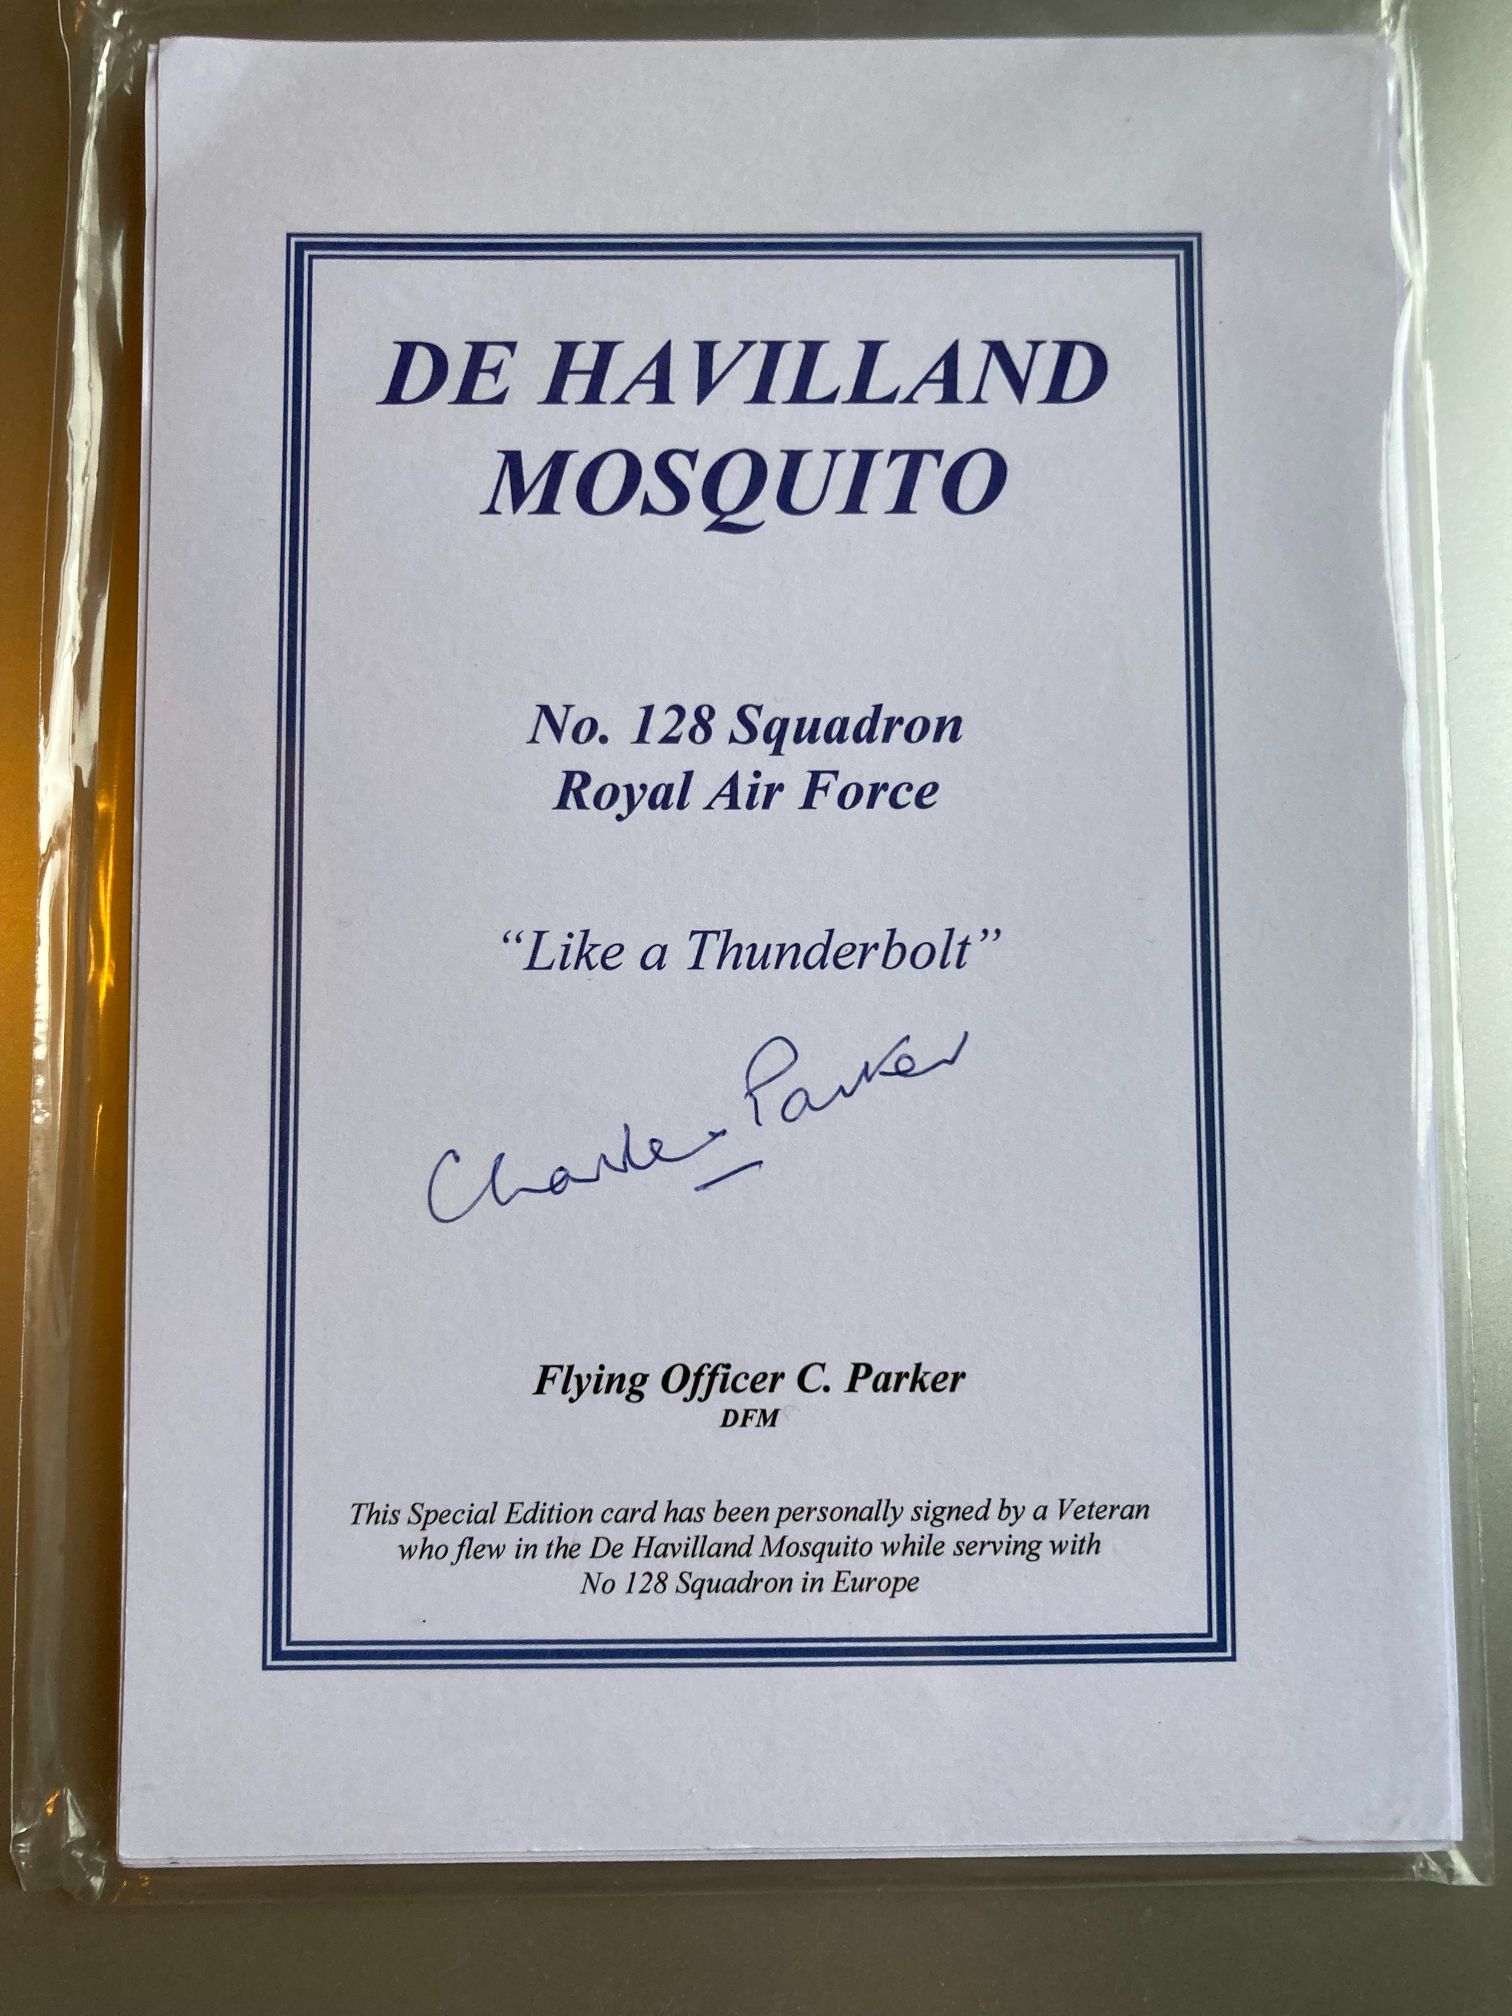 DE HAVILLAND
MOSQUITO
No. 128 Squadron
Royal Air Force
“Like a Thunderbolt”
Charles Parker
Flying Officer C. Parker
DFM
This Special Edition card has been personally signed by a Veteran
who flew in the De Havilland Mosquito while serving with
No 128 Squadron in Europe